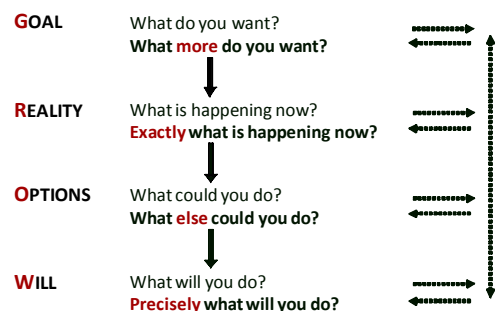 GOAL What do you want?
What more do you want?
REALITY What is happening now?
Exactly what is happening now?
OPTIONS What could you do?
What else could you do?
WILL What will you do?
Precisely what will you do?